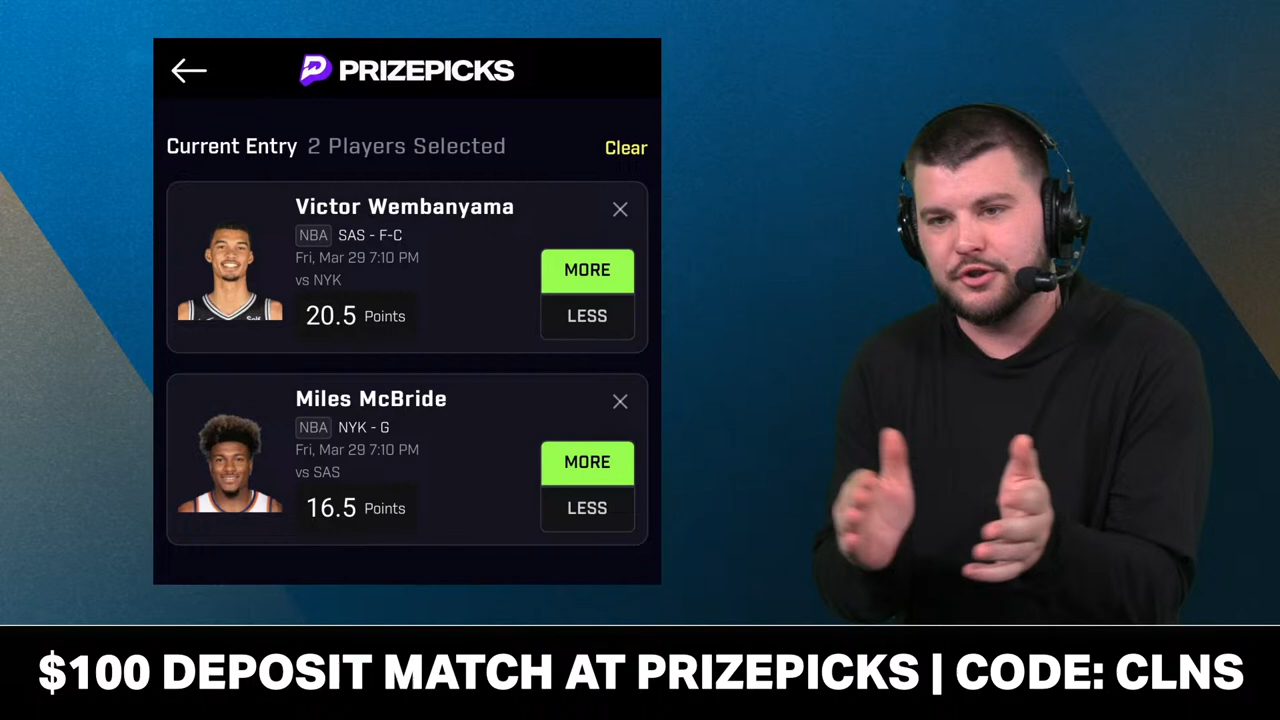 PRIZEPICKS
Current Entry 2 Players Selected Clear
Victor Wembanyama
NBA SAS - F-C
Fri, Mar 29 7:10 PM
vs NYK
20.5 Points
MORE
LESS
Miles McBride
NBA NYK - G
Fri, Mar 29 7:10 PM
vs SAS
16.5 Points
MORE
LESS
$100 DEPOSIT MATCH AT PRIZEPICKS | CODE: CLNS